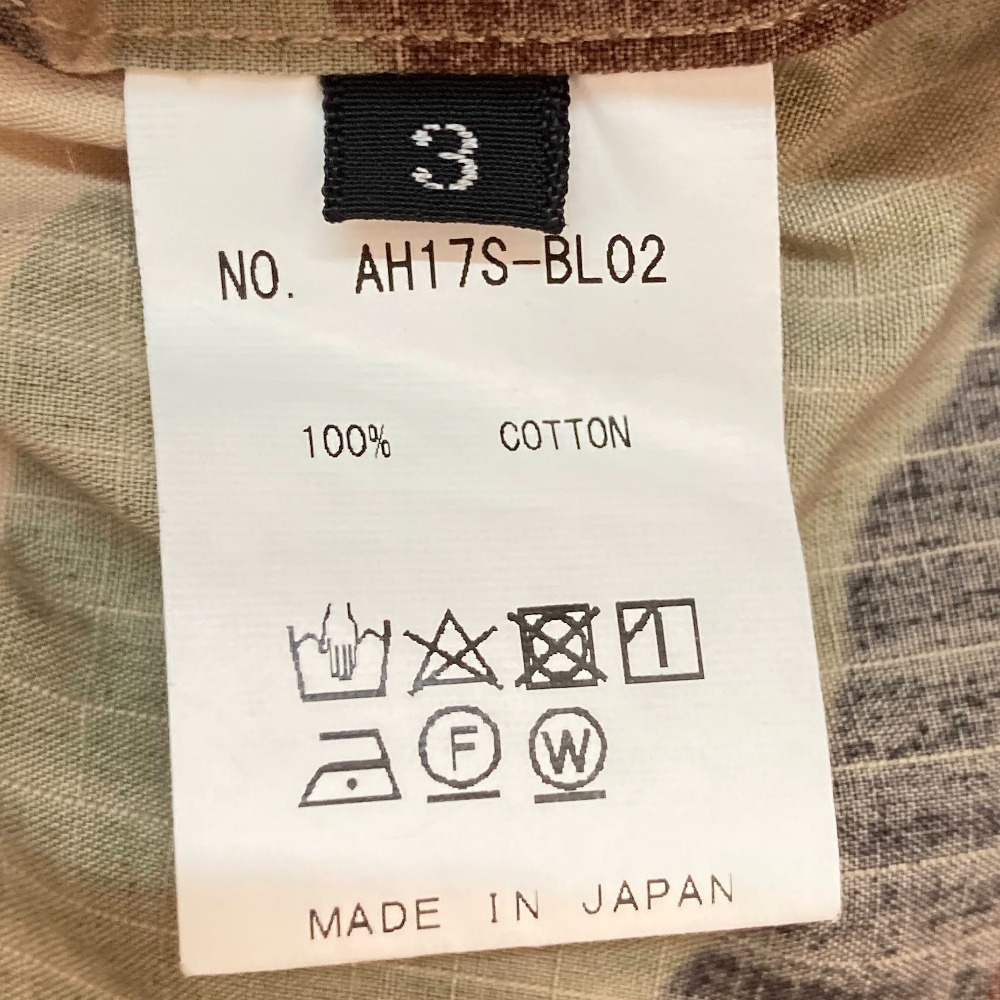 3
NO. AH17S-BL02
100% COTTON
F W
MADE IN JAPAN